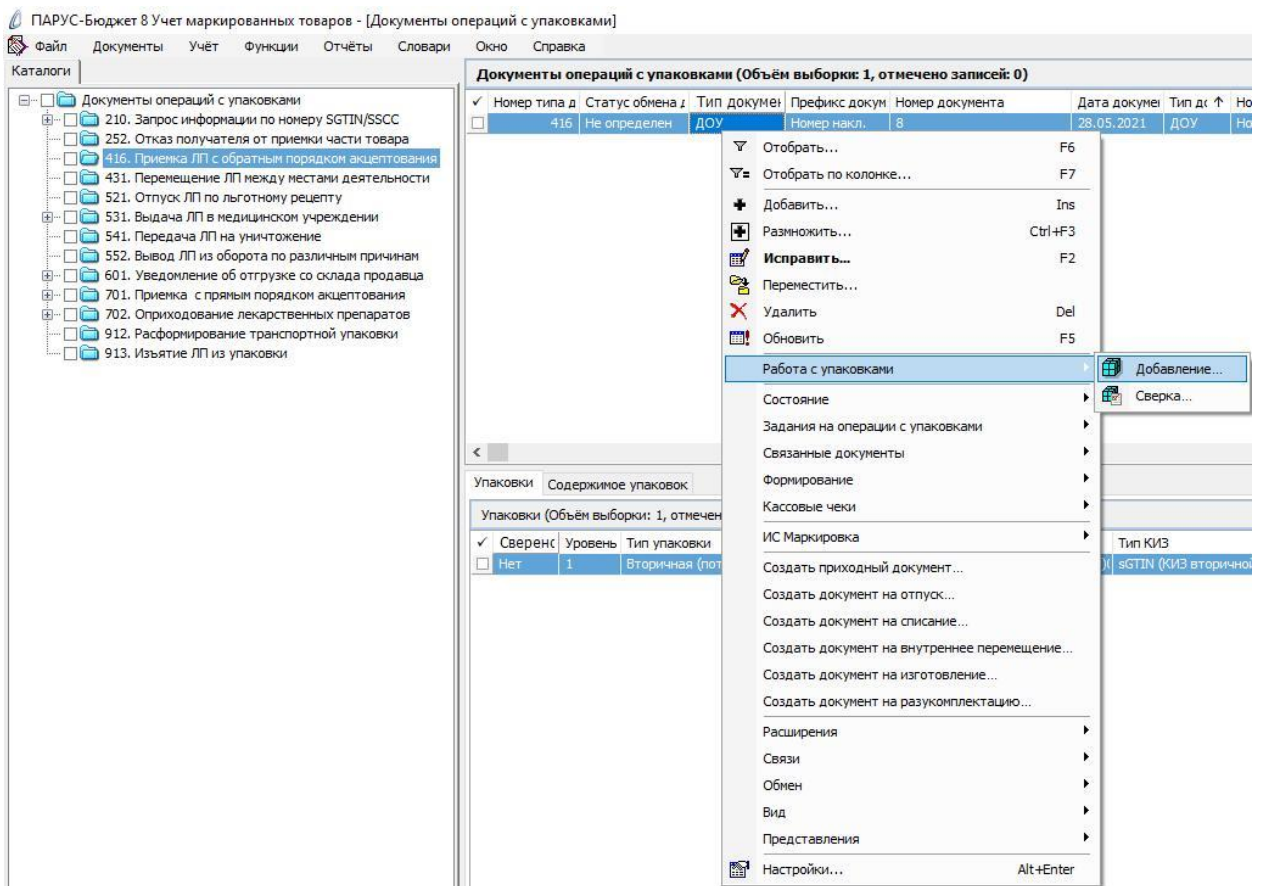 ПАРУС-Бюджет 8 Учет маркированных товаров - [Документы операций с упаковками]
Файл Документы Учёт Функции Отчёты Словари Окно Справка
Каталоги
Документы операций с упаковками
210. Запрос информации по номеру SGTIN/SSCC
252. Отказ получателя от приемки части товара
416. Приемка ЛП с обратным порядком акцептования
431. Перемещение ЛП между местами деятельности
521. Отпуск ЛП по льготному рецепту
531. Выдача ЛП в медицинском учреждении
541. Передача ЛП на уничтожение
552. Вывод ЛП из оборота по различным причинам
601. Уведомление об отгрузке со склада продавца
701. Приемка с прямым порядком акцептования
702. Оприходование лекарственных препаратов
912. Расформирование транспортной упаковки
913. Изъятие ЛП из упаковки
Документы операций с упаковками (Объём выборки: 1, отмечено записей: 0)
Номер типа д Статус обмена д Тип докумен Префикс докум Номер документа Дата докуме Тип дс Но
416 Не определен ДОУ Номер накл. 8 28.05.2021 ДОУ Но
Отобрать... F6
Отобрать по колонке... F7
Добавить... Ins
Размножить... Ctrl+F3
Исправить... F2
Переместить...
Удалить Del
Обновить F5
Работа с упаковками
Добавление...
Сверка...
Состояние
Задания на операции с упаковками
Связанные документы
Формирование
Кассовые чеки
ИС Маркировка
Создать приходный документ...
Создать документ на отпуск...
Создать документ на списание...
Создать документ на внутреннее перемещение...
Создать документ на изготовление...
Создать документ на разукомплектацию...
Расширения
Связи
Обмен
Вид
Представления
Настройки... Alt+Enter
Упаковки Содержимое упаковок
Упаковки (Объём выборки: 1, отмечен
Сверенс Уровень Тип упаковки Тип КИЗ
Нет 1 Вторичная (пот sGTIN (КИЗ вторично